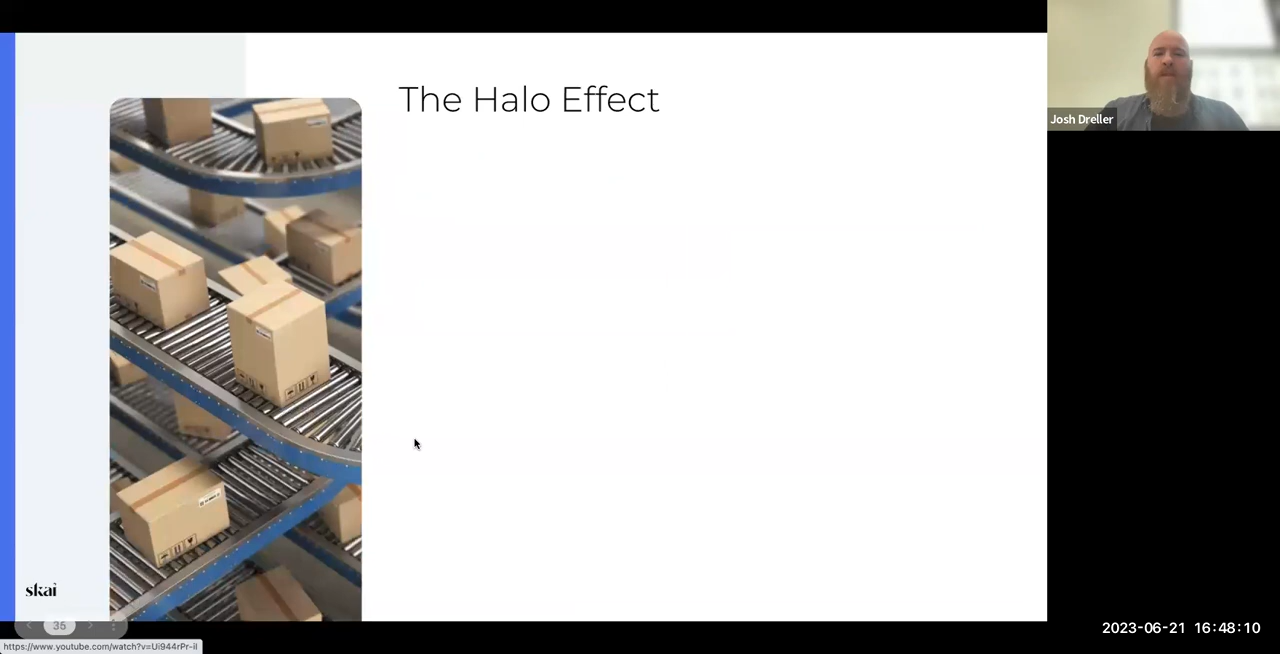 The Halo Effect
Josh Dreller
skai
35
https://www.youtube.com/watch?v=Ui944rPr-iI
2023-06-21 16:48:10